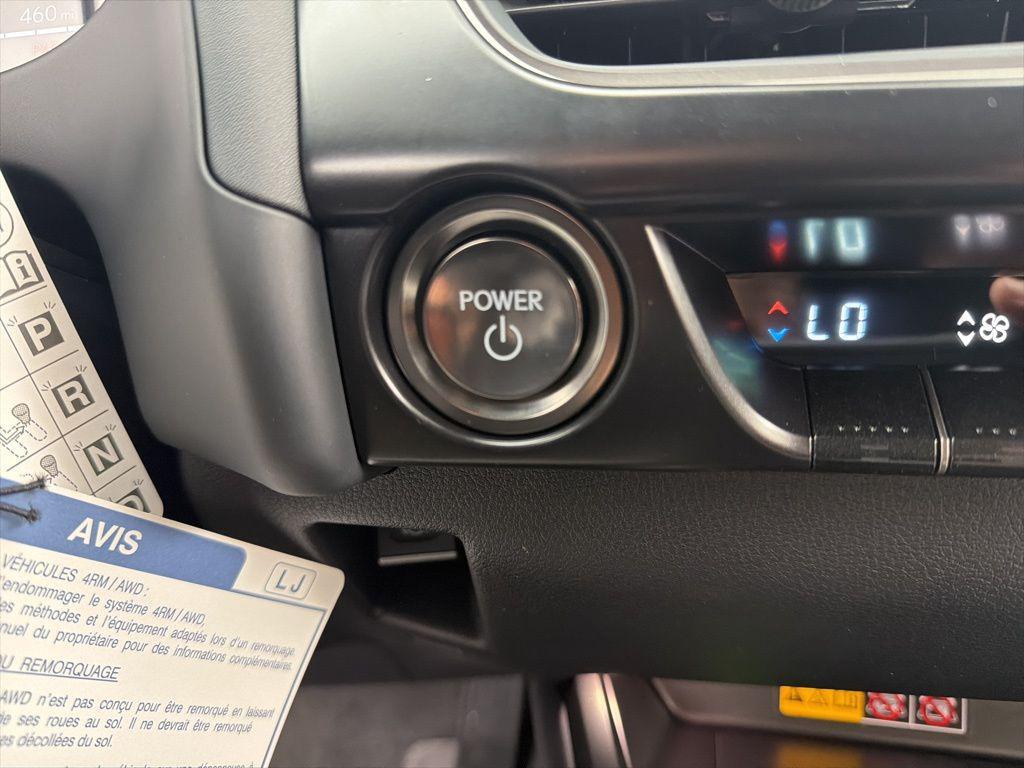 460 mi
POWER
LO
P
R
N
AVIS
LJ
VÉHICULES 4RM/AWD:
endommager le système 4RM/AWD,
es méthodes et l'équipement adaptés lors d'un remorquage
nuel du propriétaire pour des informations complémentaires.
U REMORQUAGE
AWD n'est pas conçu pour être remorqué en laissant
ses roues au sol. Il ne devrait être remorqué
es décollées du sol.